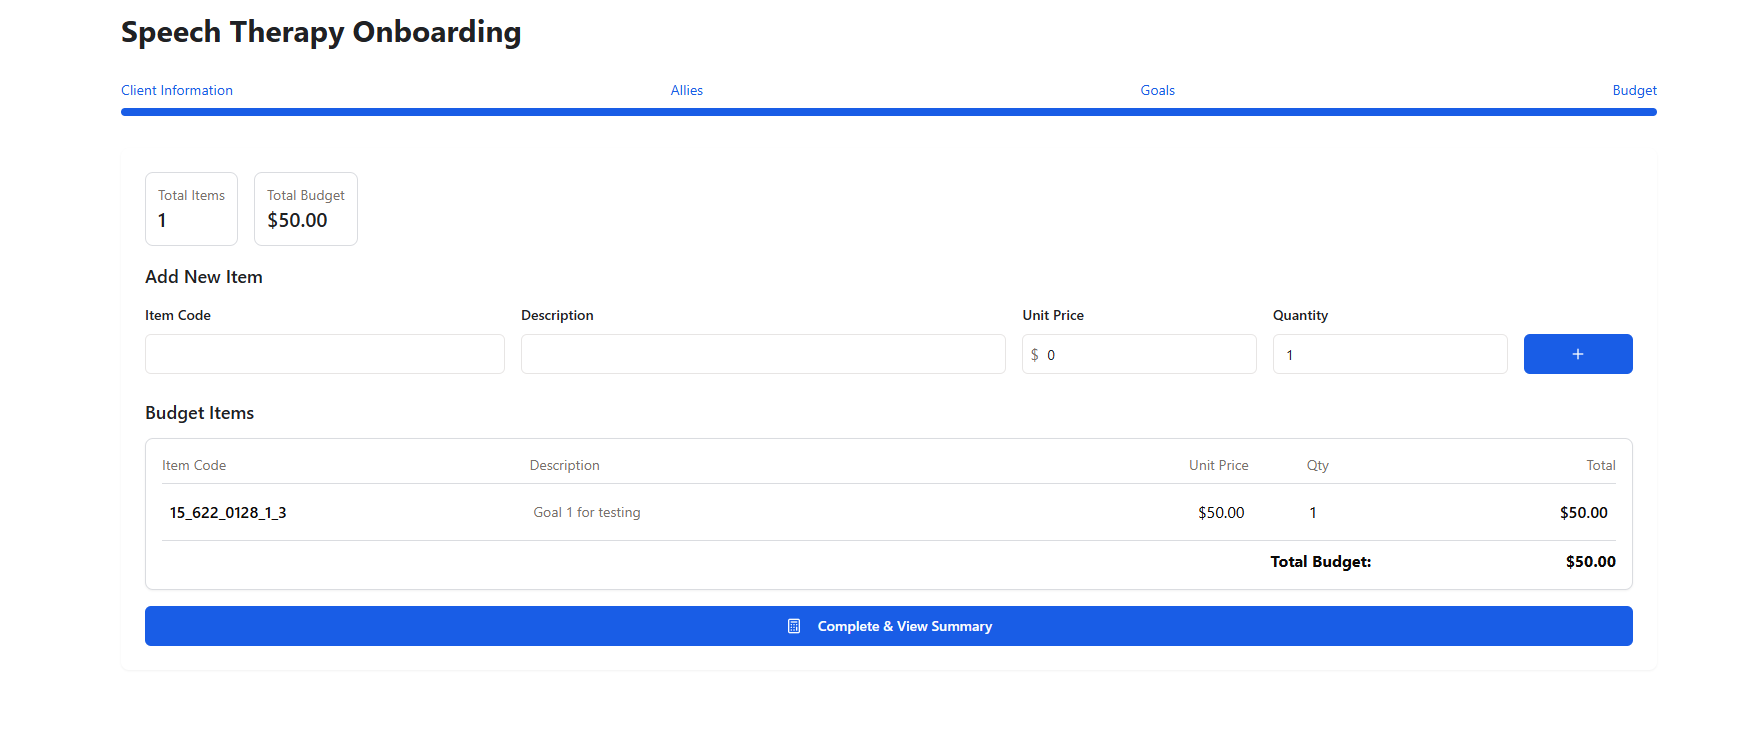 Speech Therapy Onboarding
Client Information Allies Goals Budget
Total Items Total Budget
1 $50.00
Add New Item
Item Code Description Unit Price Quantity
$ 0 1 +
Budget Items
Item Code Description Unit Price Qty Total
15_622_0128_1_3 Goal 1 for testing $50.00 1 $50.00
Total Budget: $50.00
Complete & View Summary